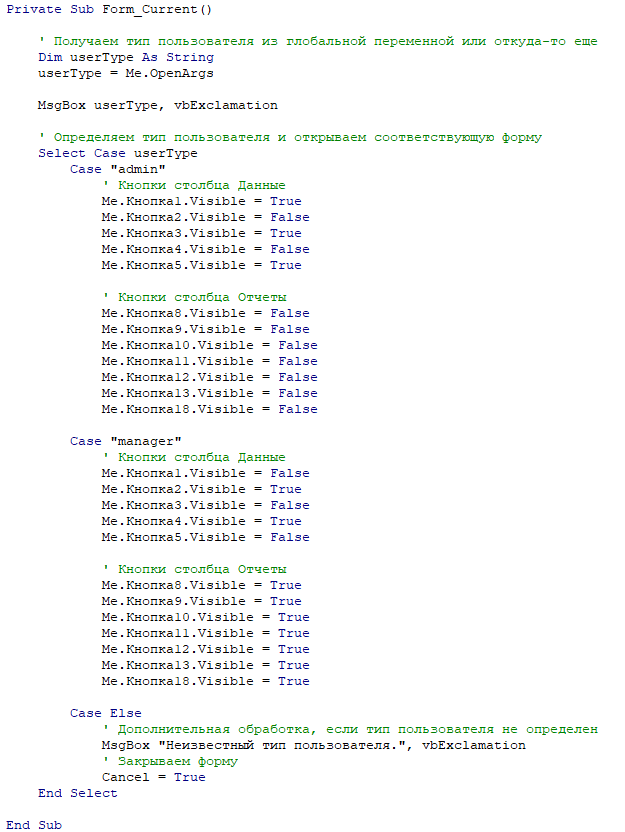 Private Sub Form_Current()

    ' Получаем тип пользователя из глобальной переменной или откуда-то еще
    Dim userType As String
    userType = Me.OpenArgs

    MsgBox userType, vbExclamation

    ' Определяем тип пользователя и открываем соответствующую форму
    Select Case userType
        Case "admin"
            ' Кнопки столбца Данные
            Me.Кнопка1.Visible = True
            Me.Кнопка2.Visible = False
            Me.Кнопка3.Visible = True
            Me.Кнопка4.Visible = False
            Me.Кнопка5.Visible = True

            ' Кнопки столбца Отчеты
            Me.Кнопка8.Visible = False
            Me.Кнопка9.Visible = False
            Me.Кнопка10.Visible = False
            Me.Кнопка11.Visible = False
            Me.Кнопка12.Visible = False
            Me.Кнопка13.Visible = False
            Me.Кнопка18.Visible = False

        Case "manager"
            ' Кнопки столбца Данные
            Me.Кнопка1.Visible = False
            Me.Кнопка2.Visible = True
            Me.Кнопка3.Visible = False
            Me.Кнопка4.Visible = True
            Me.Кнопка5.Visible = False

            ' Кнопки столбца Отчеты
            Me.Кнопка8.Visible = True
            Me.Кнопка9.Visible = True
            Me.Кнопка10.Visible = True
            Me.Кнопка11.Visible = True
            Me.Кнопка12.Visible = True
            Me.Кнопка13.Visible = True
            Me.Кнопка18.Visible = True

        Case Else
            ' Дополнительная обработка, если тип пользователя не определен
            MsgBox "Неизвестный тип пользователя.", vbExclamation
            ' Закрываем форму
            Cancel = True
    End Select

End Sub